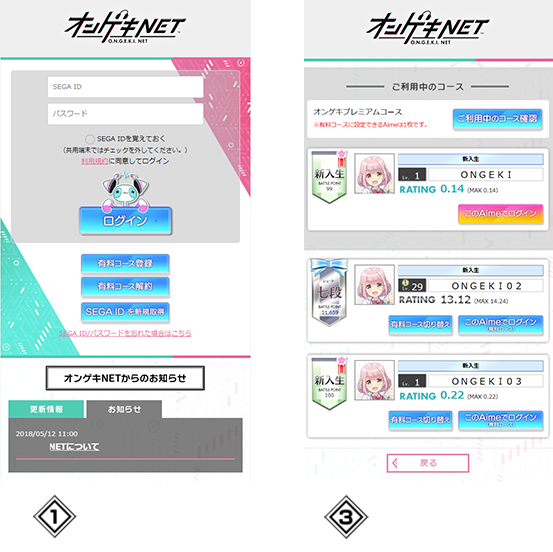 オンゲキNET
O.N.G.E.K.I. NET
SEGA ID
パスワード
SEGA IDを覚えておく
（共用端末ではチェックを外してください。）
利用規約に同意してログイン
ログイン
有料コース登録
有料コース解約
SEGA ID を新規取得
SEGA ID/パスワードを忘れた場合はこちら
オンゲキNETからのお知らせ
更新情報
お知らせ
2018/05/12 11:00
NETについて
1
オンゲキNET
O.N.G.E.K.I. NET
ご利用中のコース
オンゲキプレミアムコース
※有料コースに設定できるAimeは1枚です。
ご利用中のコース確認
新入生
BATTLE POINT
99
新入生
Lv. 1
ＯＮＧＥＫＩ
RATING 0.14 (MAX 0.14)
このAimeでログイン
七段
BATTLE POINT
11,659
新入生
29
ＯＮＧＥＫＩ０２
RATING 13.12 (MAX 14.24)
有料コース切り替え
このAimeでログイン
無料コース
新入生
BATTLE POINT
100
新入生
Lv. 1
ＯＮＧＥＫＩ０３
RATING 0.22 (MAX 0.22)
有料コース切り替え
このAimeでログイン
無料コース
戻る
3